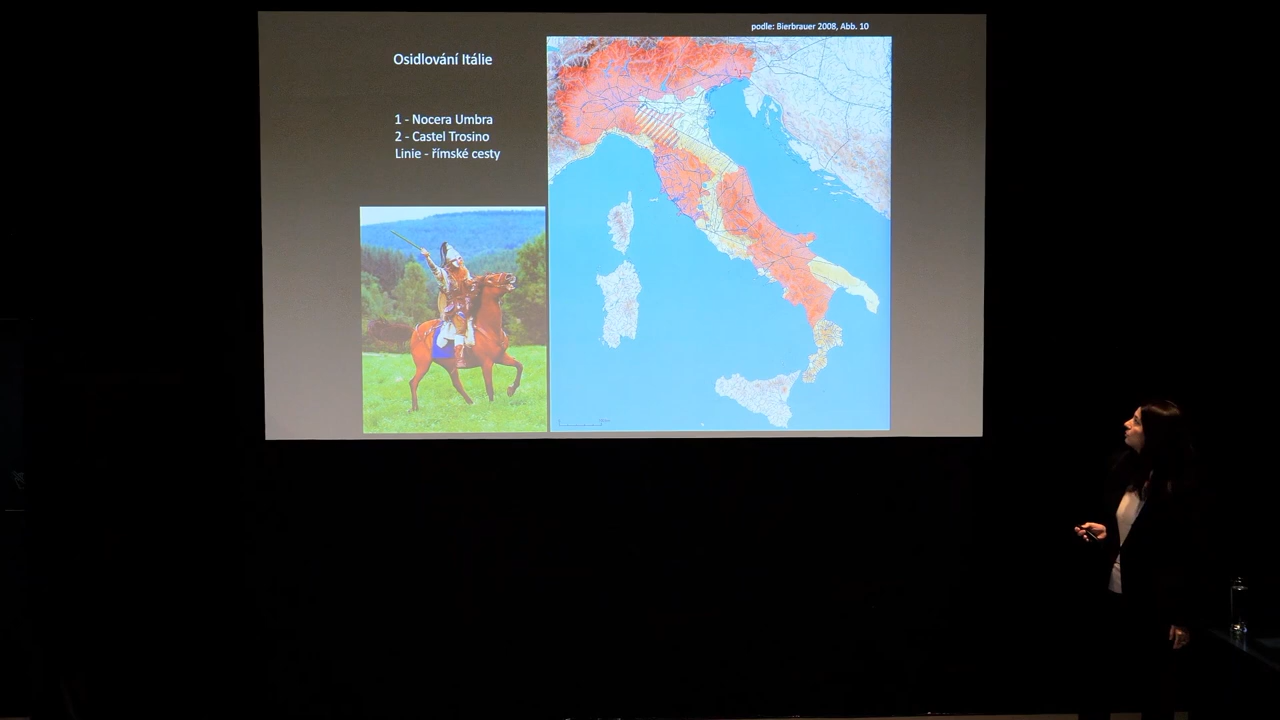 podle: Bierbrauer 2008, Abb. 10
Osidlování Itálie
1 - Nocera Umbra
2 - Castel Trosino
Linie - římské cesty